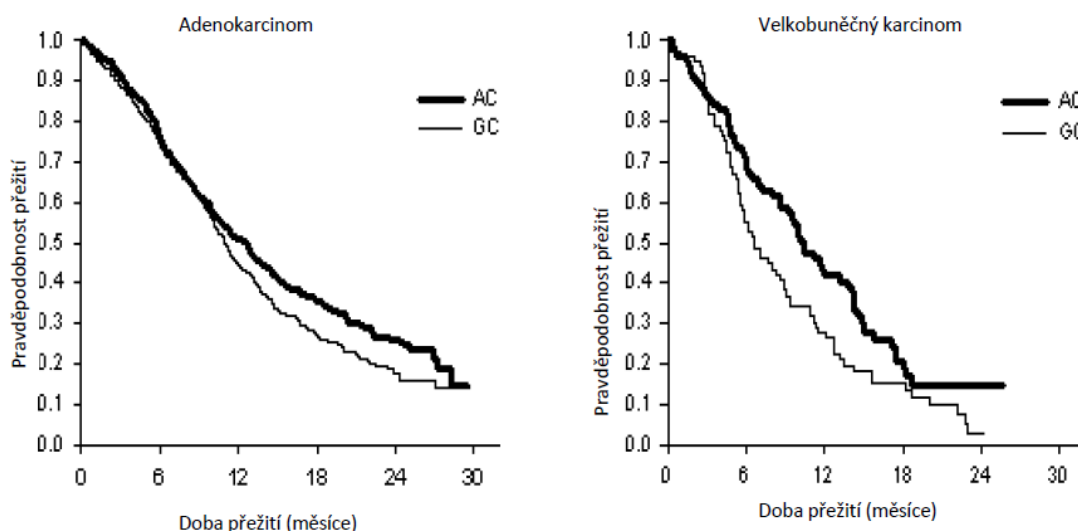 Adenokarcinom
1.0
0.9
0.8
0.7
0.6
0.5
0.4
0.3
0.2
0.1
0.0
AC
GC
Pravděpodobnost přežití
0 6 12 18 24 30
Doba přežití (měsíce)
Velkobuněčný karcinom
1.0
0.9
0.8
0.7
0.6
0.5
0.4
0.3
0.2
0.1
0.0
AC
GC
Pravděpodobnost přežití
0 6 12 18 24 30
Doba přežití (měsíce)